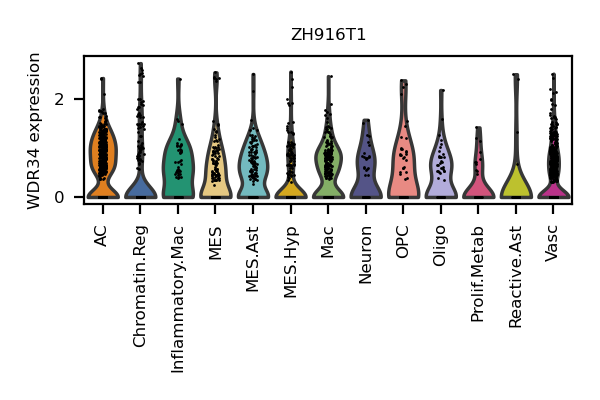 ZH916T1
WDR34 expression
2
0
AC
Chromatin.Reg
Inflammatory.Mac
MES
MES.Ast
MES.Hyp
Mac
Neuron
OPC
Oligo
Prolif.Metab
Reactive.Ast
Vasc